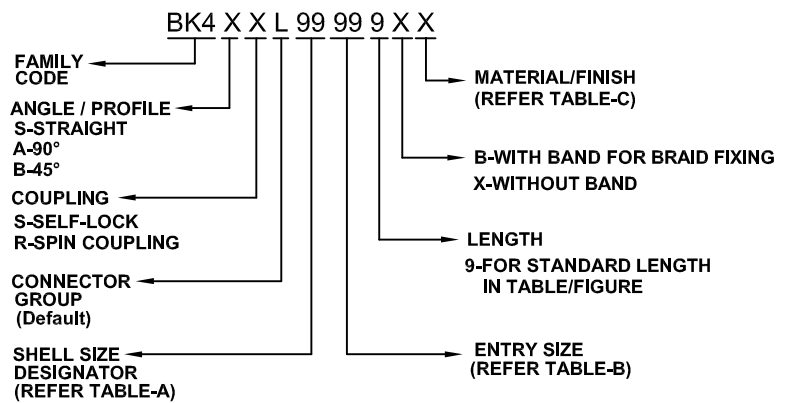 BK4 X X L 99 99 9 X X
FAMILY
CODE
ANGLE / PROFILE
S-STRAIGHT
A-90°
B-45°
COUPLING
S-SELF-LOCK
R-SPIN COUPLING
CONNECTOR
GROUP
(Default)
SHELL SIZE
DESIGNATOR
(REFER TABLE-A)
MATERIAL/FINISH
(REFER TABLE-C)
B-WITH BAND FOR BRAID FIXING
X-WITHOUT BAND
LENGTH
9-FOR STANDARD LENGTH
IN TABLE/FIGURE
ENTRY SIZE
(REFER TABLE-B)